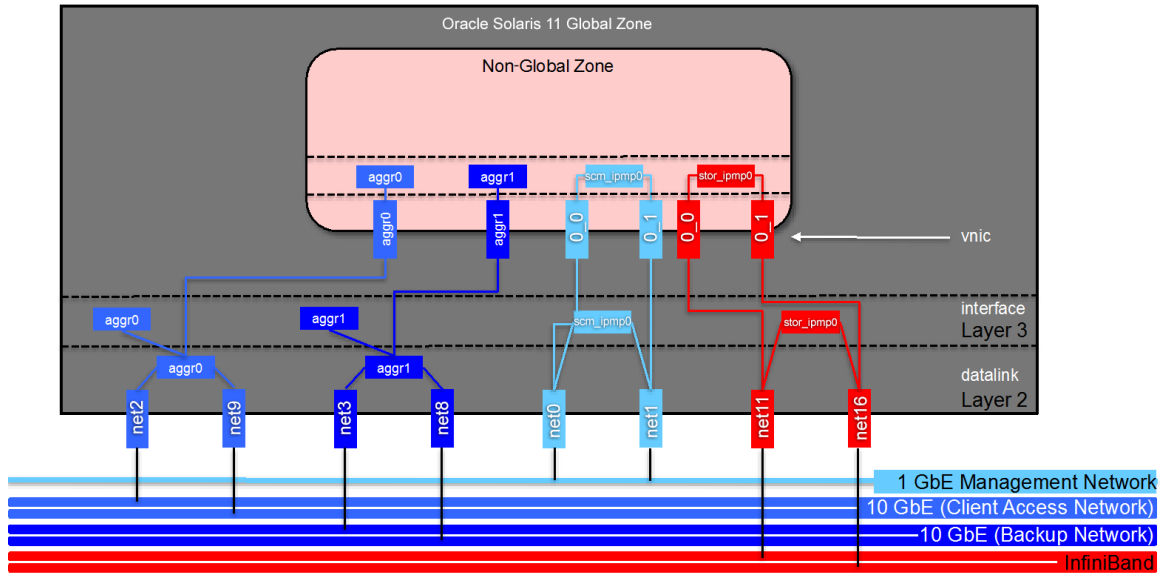 Oracle Solaris 11 Global Zone
Non-Global Zone
aggr0
aggr1
scm_ipmp0
stor_ipmp0
aggr0
aggr1
0_0
0_1
0_0
0_1
vnic
interface
Layer 3
aggr0
aggr1
scm_ipmp0
stor_ipmp0
aggr0
aggr1
datalink
Layer 2
net2
net9
net3
net8
net0
net1
net11
net16
1 GbE Management Network
10 GbE (Client Access Network)
10 GbE (Backup Network)
InfiniBand